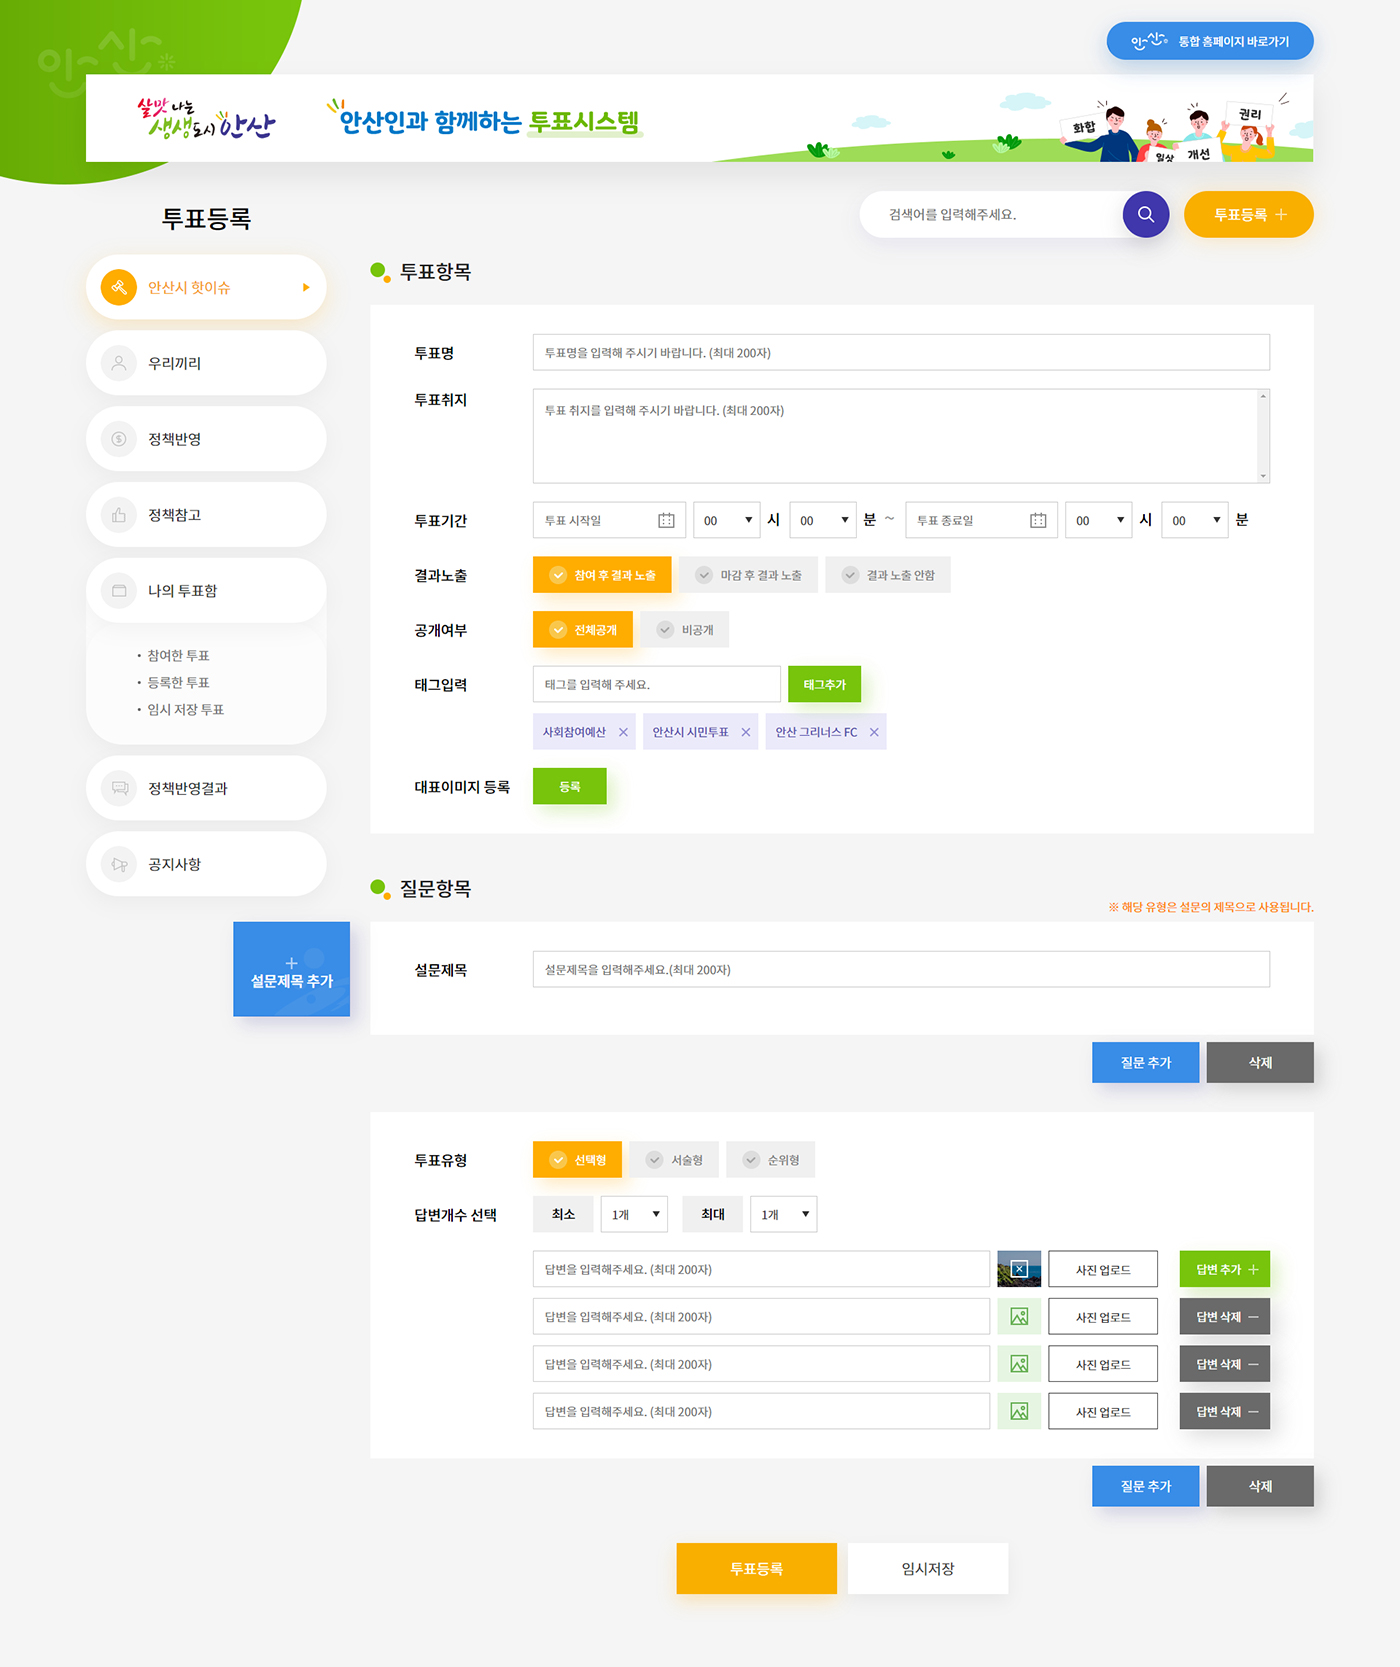 안산
통합 홈페이지 바로가기
살맛 나는
생생도시 안산
안산인과 함께하는 투표시스템
화합
일상
개선
권리
투표등록
검색어를 입력해주세요.
투표등록
안산시 핫이슈
우리끼리
정책반영
정책참고
나의 투표함
• 참여한 투표
• 등록한 투표
• 임시 저장 투표
정책반영결과
공지사항
설문제목 추가
투표항목
투표명 투표명을 입력해 주시기 바랍니다. (최대 200자)
투표취지 투표 취지를 입력해 주시기 바랍니다. (최대 200자)
투표기간 투표 시작일 00 시 00 분 ~ 투표 종료일 00 시 00 분
결과노출 참여 후 결과 노출 마감 후 결과 노출 결과 노출 안함
공개여부 전체공개 비공개
태그입력 태그를 입력해 주세요. 태그추가
사회참여예산 안산시 시민투표 안산 그리너스 FC
대표이미지 등록 등록
질문항목
※ 해당 유형은 설문의 제목으로 사용됩니다.
설문제목 설문제목을 입력해주세요.(최대 200자)
질문 추가 삭제
투표유형 선택형 서술형 순위형
답변개수 선택 최소 1개 최대 1개
답변을 입력해주세요. (최대 200자) 사진 업로드 답변 추가
답변을 입력해주세요. (최대 200자) 사진 업로드 답변 삭제
답변을 입력해주세요. (최대 200자) 사진 업로드 답변 삭제
답변을 입력해주세요. (최대 200자) 사진 업로드 답변 삭제
질문 추가 삭제
투표등록 임시저장